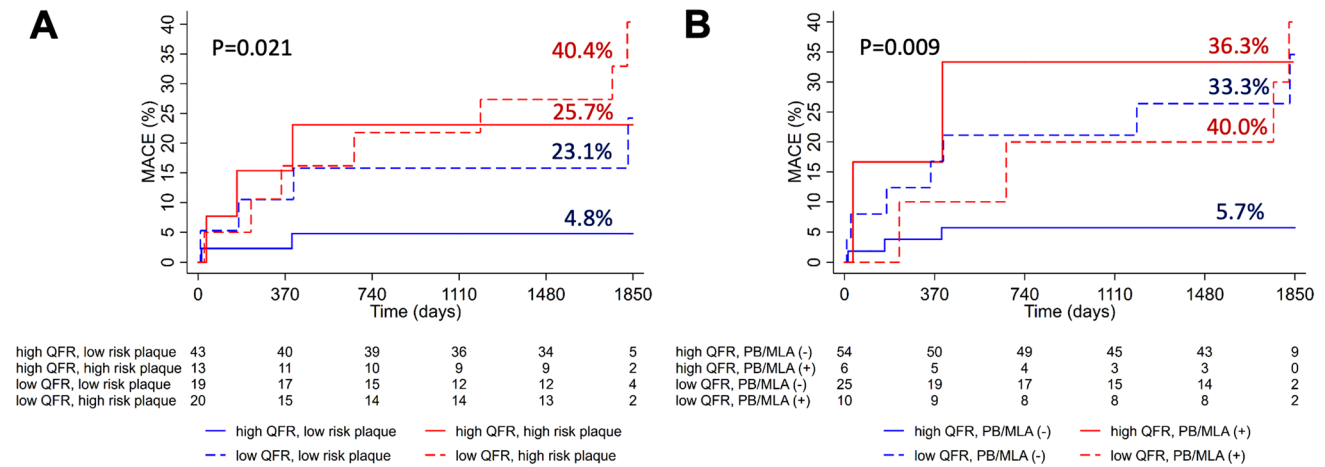 A
P=0.021
40.4%
25.7%
23.1%
4.8%
MACE (%)
40
35
30
25
20
15
10
5
0
0 370 740 1110 1480 1850
Time (days)
high QFR, low risk plaque 43 40 39 36 34 5
high QFR, high risk plaque 13 11 10 9 9 2
low QFR, low risk plaque 19 17 15 12 12 4
low QFR, high risk plaque 20 15 14 14 13 2
high QFR, low risk plaque high QFR, high risk plaque
low QFR, low risk plaque low QFR, high risk plaque
B
P=0.009
36.3%
33.3%
40.0%
5.7%
MACE (%)
40
35
30
25
20
15
10
5
0
0 370 740 1110 1480 1850
Time (days)
high QFR, PB/MLA (-) 54 50 49 45 43 9
high QFR, PB/MLA (+) 6 5 4 3 3 0
low QFR, PB/MLA (-) 25 19 17 15 14 2
low QFR, PB/MLA (+) 10 9 8 8 8 2
high QFR, PB/MLA (-) high QFR, PB/MLA (+)
low QFR, PB/MLA (-) low QFR, PB/MLA (+)